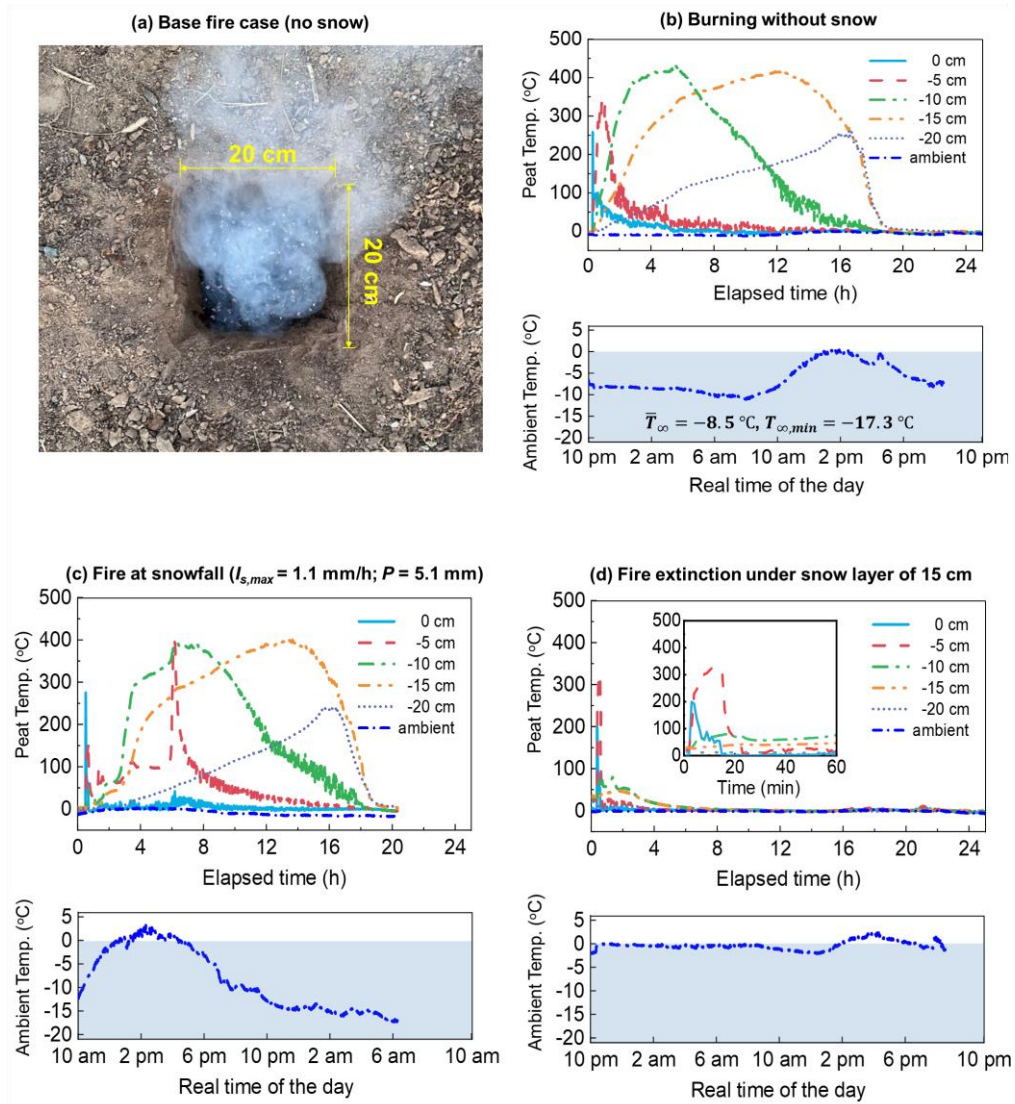 (a) Base fire case (no snow)
20 cm
20 cm
(b) Burning without snow
500
400
300
200
100
0
Peat Temp. (°C)
0 cm
-5 cm
-10 cm
-15 cm
-20 cm
ambient
0 4 8 12 16 20 24
Elapsed time (h)
5
0
-5
-10
-15
-20
Ambient Temp. (°C)
T̅∞ = −8.5 °C, T∞,min = −17.3 °C
10 pm 2 am 6 am 10 am 2 pm 6 pm 10 pm
Real time of the day
(c) Fire at snowfall (Is,max = 1.1 mm/h; P = 5.1 mm)
500
400
300
200
100
0
Peat Temp. (°C)
0 cm
-5 cm
-10 cm
-15 cm
-20 cm
ambient
0 4 8 12 16 20 24
Elapsed time (h)
5
0
-5
-10
-15
-20
Ambient Temp. (°C)
10 am 2 pm 6 pm 10 pm 2 am 6 am 10 am
Real time of the day
(d) Fire extinction under snow layer of 15 cm
500
400
300
200
100
0
Peat Temp. (°C)
500
400
300
200
100
0
0 20 40 60
Time (min)
0 cm
-5 cm
-10 cm
-15 cm
-20 cm
ambient
0 4 8 12 16 20 24
Elapsed time (h)
5
0
-5
-10
-15
-20
Ambient Temp. (°C)
10 pm 2 am 6 am 10 am 2 pm 6 pm 10 pm
Real time of the day